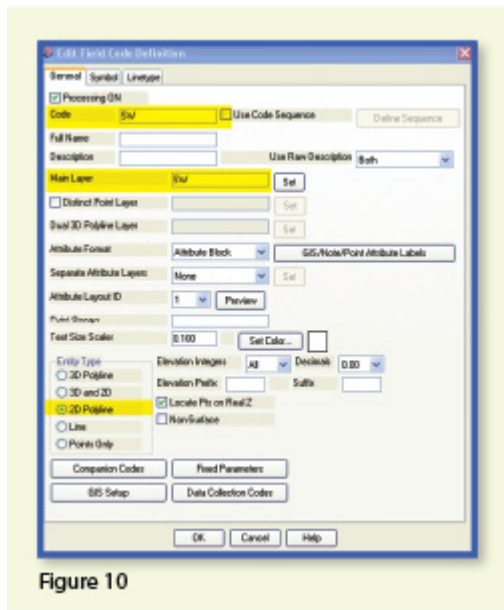 Edit Field Code Definition
General Symbol Linetype
Processing ON
Code SW Use Code Sequence Define Sequence
Full Name
Description Use Raw Description Both
Main Layer SW Set
Distinct Point Layer Set
Dual 3D Polyline Layer Set
Attribute Format Attribute Block GIS/Note/Point Attribute Labels
Separate Attribute Layers None Set
Attribute Layout ID 1 Preview
Point Groups
Text Size Scaler 0.100 Set Color...
Entity Type Elevation Integers All Decimals 0.00
3D Polyline Elevation Prefix Suffix
3D and 2D Locate Pts on Real Z
2D Polyline Non-Surface
Line
Points Only
Companion Codes Fixed Parameters
GIS Setup Data Collection Codes
OK Cancel Help
Figure 10